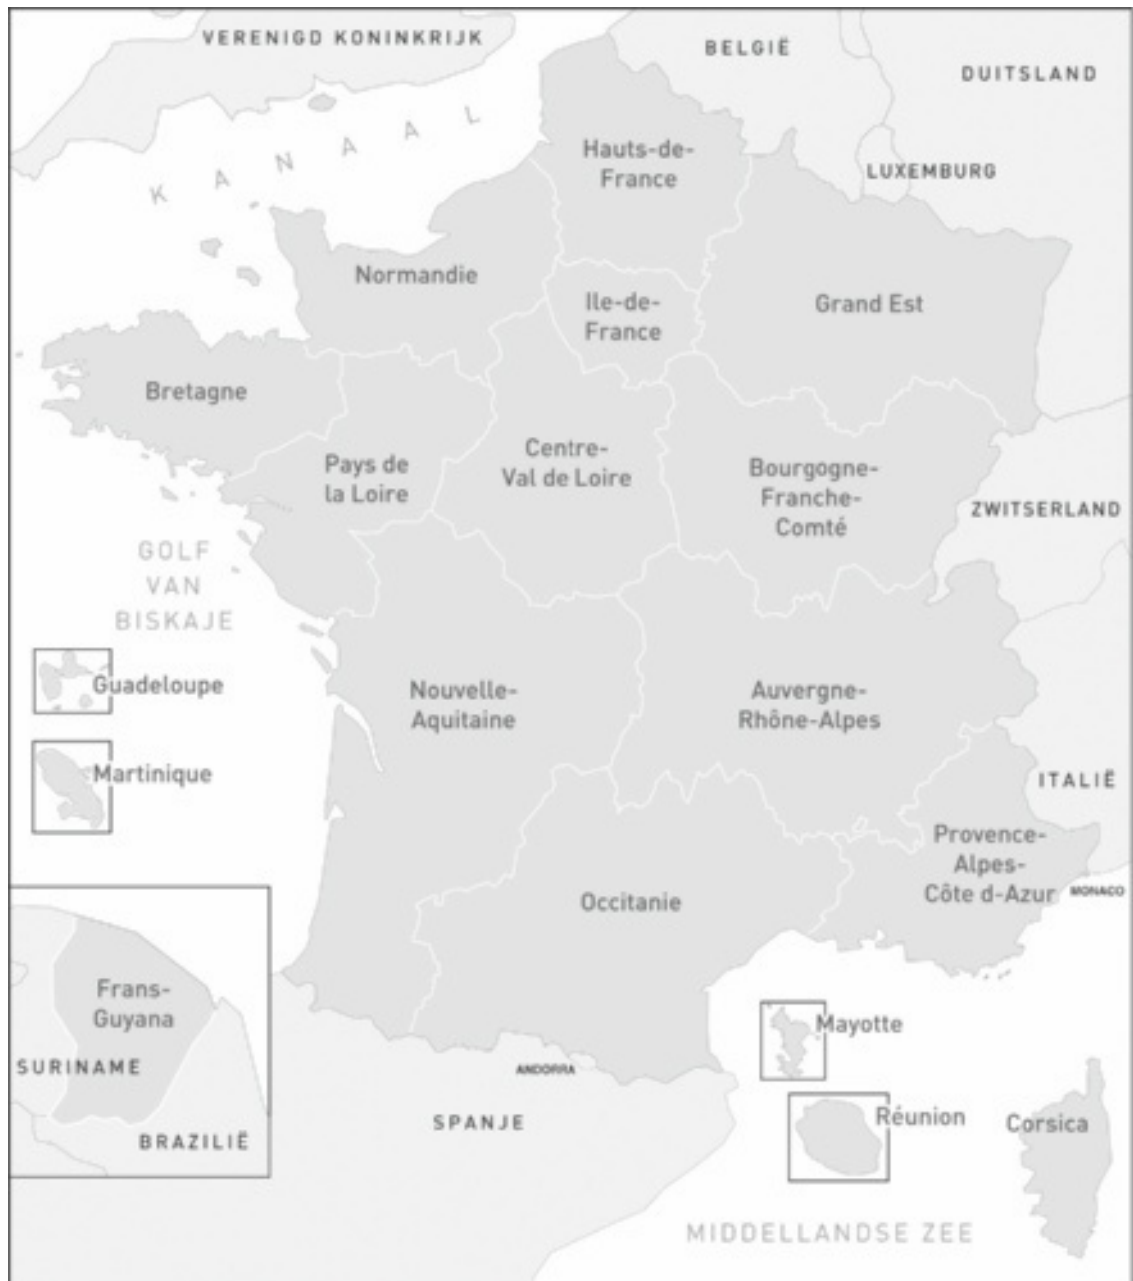 VERENIGD KONINKRIJK
BELGIË
DUITSLAND
KANAAL
Hauts-de-
France
LUXEMBURG
Normandie
Ile-de-
France
Grand Est
Bretagne
Pays de
la Loire
Centre-
Val de Loire
Bourgogne-
Franche-
Comté
ZWITSERLAND
GOLF
VAN
BISKAJE
Guadeloupe
Nouvelle-
Aquitaine
Auvergne-
Rhône-Alpes
Martinique
ITALIË
Provence-
Alpes-
Côte d-Azur
MONACO
Occitanie
Frans-
Guyana
SURINAME
BRAZILIË
Mayotte
ANDORRA
SPANJE
Réunion
Corsica
MIDDELLANDSE ZEE